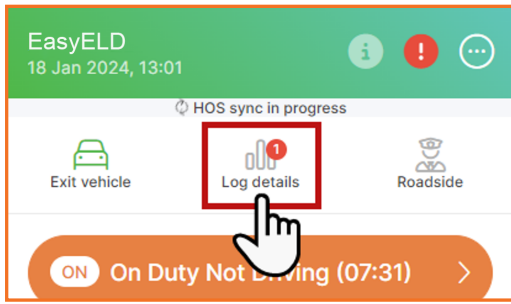 EasyELD
18 Jan 2024, 13:01
i ! ...
HOS sync in progress
1
Exit vehicle Log details Roadside
ON On Duty Not Driving (07:31)